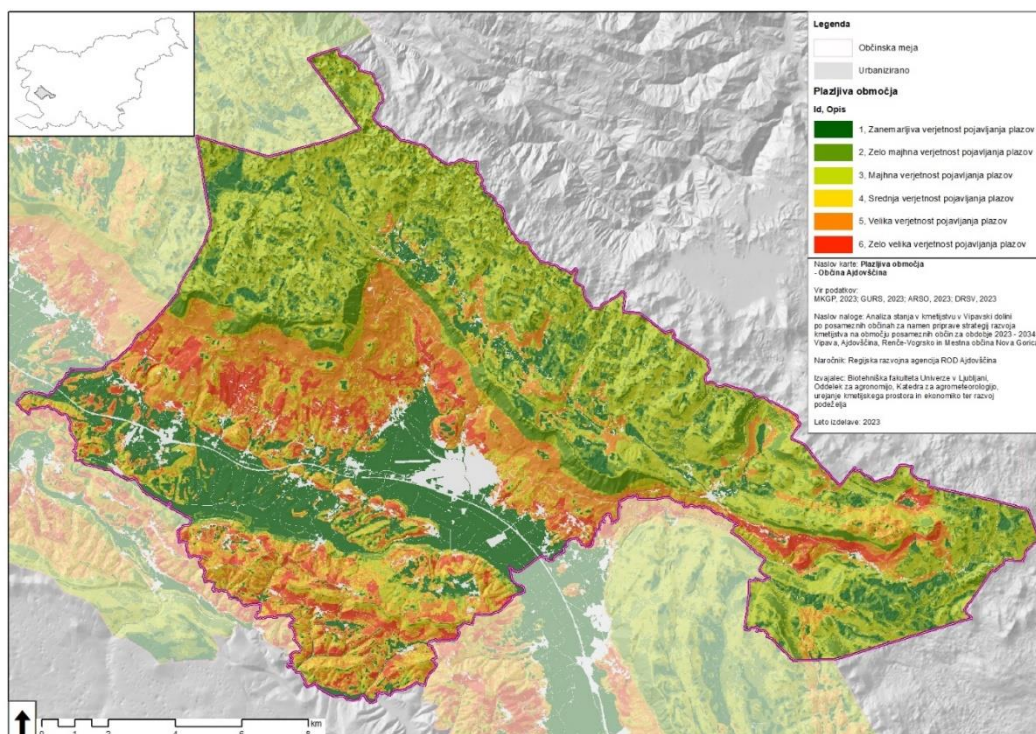 Legenda
Občinska meja
Urbanizirano
Plazljiva območja
Id, Opis
1, Zanemarljiva verjetnost pojavljanja plazov
2, Zelo majhna verjetnost pojavljanja plazov
3, Majhna verjetnost pojavljanja plazov
4, Srednja verjetnost pojavljanja plazov
5, Velika verjetnost pojavljanja plazov
6, Zelo velika verjetnost pojavljanja plazov
Naslov karte: Plazljiva območja
- Občina Ajdovščina
Vir podatkov:
MKGP, 2023; GURS, 2023; ARSO, 2023; DRSV, 2023
Naslov naloge: Analiza stanja v kmetijstvu v Vipavski dolini
po posameznih občinah za namen priprave strategij razvoja
kmetijstva na območju posameznih občin za obdobje 2023 - 2034:
Vipava, Ajdovščina, Renče-Vogrsko in Mestna občina Nova Gorica
Naročnik: Regijska razvojna agencija ROD Ajdovščina
Izvajalec: Biotehniška fakulteta Univerze v Ljubljani,
Oddelek za agronomijo, Katedra za agrometeorologijo,
urejanje kmetijskega prostora in ekonomiko ter razvoj
podeželja
Leto izdelave: 2023
km
0 1 2 4 6 8